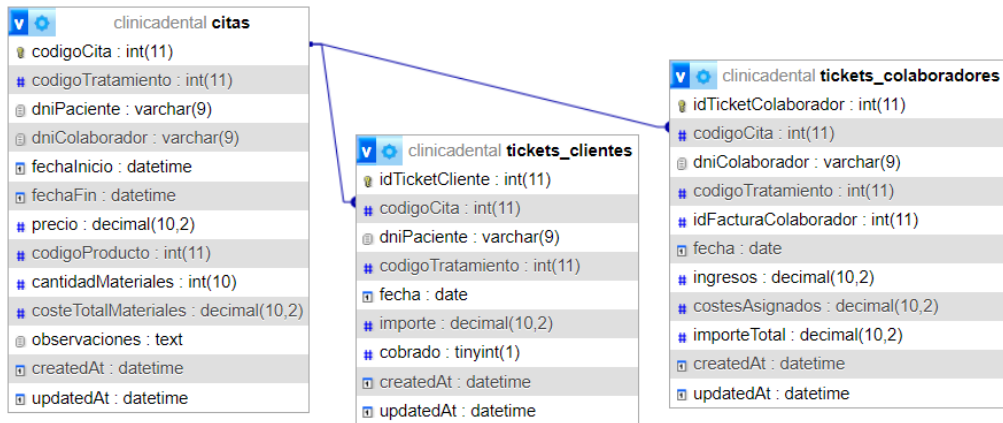 clinicadental citas
codigoCita : int(11)
codigoTratamiento : int(11)
dniPaciente : varchar(9)
dniColaborador : varchar(9)
fechaInicio : datetime
fechaFin : datetime
precio : decimal(10,2)
codigoProducto : int(11)
cantidadMateriales : int(10)
costeTotalMateriales : decimal(10,2)
observaciones : text
createdAt : datetime
updatedAt : datetime
clinicadental tickets_clientes
idTicketCliente : int(11)
codigoCita : int(11)
dniPaciente : varchar(9)
codigoTratamiento : int(11)
fecha : date
importe : decimal(10,2)
cobrado : tinyint(1)
createdAt : datetime
updatedAt : datetime
clinicadental tickets_colaboradores
idTicketColaborador : int(11)
codigoCita : int(11)
dniColaborador : varchar(9)
codigoTratamiento : int(11)
idFacturaColaborador : int(11)
fecha : date
ingresos : decimal(10,2)
costesAsignados : decimal(10,2)
importeTotal : decimal(10,2)
createdAt : datetime
updatedAt : datetime